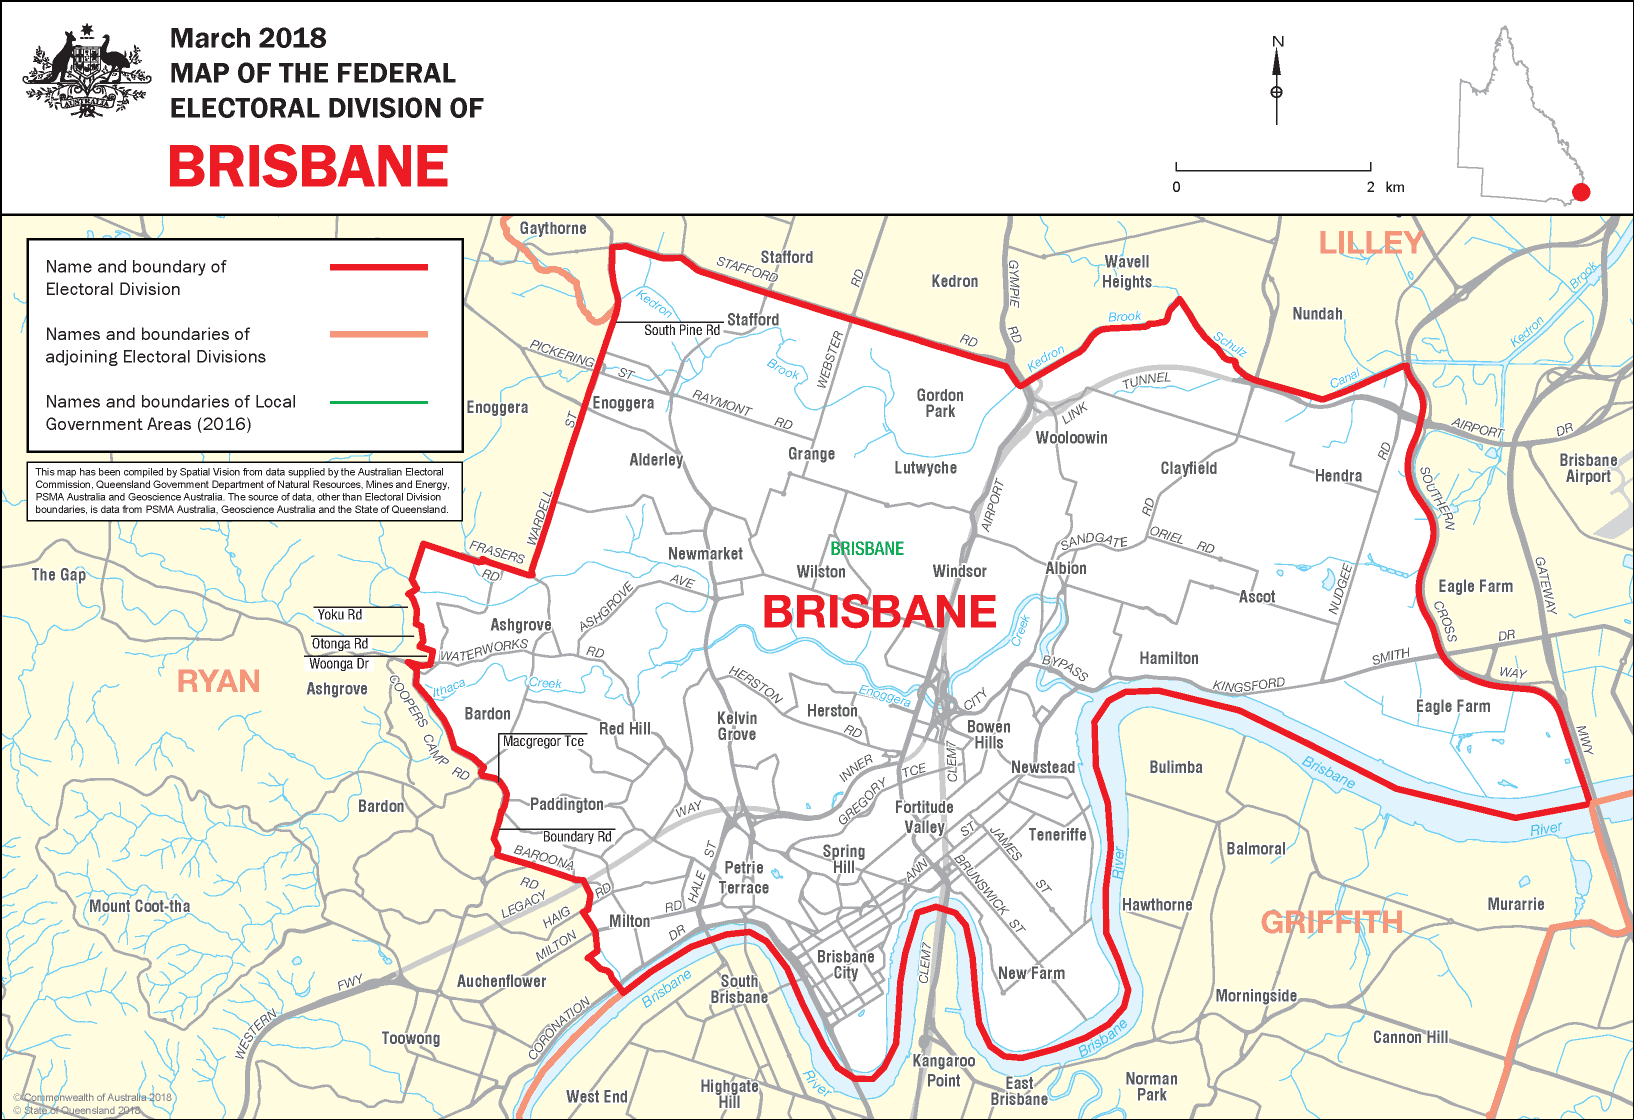 March 2018
MAP OF THE FEDERAL
ELECTORAL DIVISION OF
BRISBANE
AUSTRALIA
N
0
2 km
Name and boundary of
Electoral Division
Names and boundaries of
adjoining Electoral Divisions
Names and boundaries of Local
Government Areas (2016)
This map has been compiled by Spatial Vision from data supplied by the Australian Electoral
Commission, Queensland Government Department of Natural Resources, Mines and Energy,
PSMA Australia and Geoscience Australia. The source of data, other than Electoral Division
boundaries, is data from PSMA Australia, Geoscience Australia and the State of Queensland.
Gaythorne
Stafford
STAFFORD
RD
Kedron
GYMPIE
RD
Wavell
Heights
LILLEY
Brook
Kedron
Nundah
Kedron
Brook
Schulz
Canal
Kedron
Stafford
South Pine Rd
RD
WEBSTER
Brook
PICKERING
ST
Enoggera
Enoggera
RAYMONT
RD
Gordon
Park
TUNNEL
LINK
AIRPORT
DR
ST
Alderley
Grange
Lutwyche
Wooloowin
Clayfield
Hendra
RD
Brisbane
Airport
WARDELL
AIRPORT
RD
SOUTHERN
FRASERS
RD
Newmarket
BRISBANE
Wilston
Windsor
SANDGATE
ORIEL RD
Albion
The Gap
BRISBANE
Ascot
NUDGEE
Eagle Farm
GATEWAY
Yoku Rd
Otonga Rd
Woonga Dr
Ashgrove
ASHGROVE
AVE
Creek
CROSS
DR
WATERWORKS
RD
RYAN
Ashgrove
Ithaca
Creek
HERSTON
RD
Enoggera
BYPASS
CITY
Hamilton
KINGSFORD
SMITH
WAY
COOPERS
CAMP
RD
Bardon
Red Hill
Kelvin
Grove
Herston
Bowen
Hills
Eagle Farm
MWY
Macgregor Tce
INNER
CLEM7
Newstead
Bulimba
Brisbane
River
Bardon
Paddington
WAY
GREGORY
TCE
Fortitude
Valley
Teneriffe
Boundary Rd
BAROONA
RD
ST
HALE
Petrie
Terrace
Spring
Hill
ANN
ST
JAMES
ST
BRUNSWICK
ST
River
Balmoral
Mount Coot-tha
LEGACY
HAIG
RD
MILTON
RD
Milton
DR
Hawthorne
GRIFFITH
Murarrie
Auchenflower
FWY
WESTERN
CORONATION
Brisbane
South
Brisbane
Brisbane
City
CLEM7
New Farm
Morningside
Toowong
Cannon Hill
Brisbane
West End
Highgate
Hill
River
Kangaroo
Point
East
Brisbane
Norman
Park
© Commonwealth of Australia 2018
© State of Queensland 2018